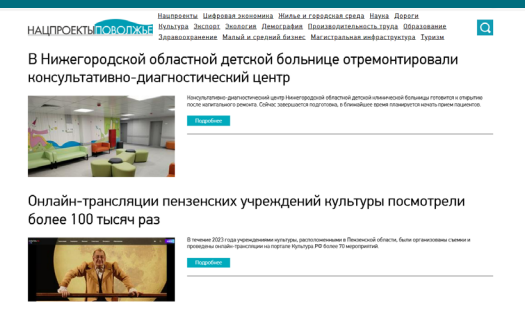 НАЦПРОЕКТЫ ПОВОЛЖЬЕ
Нацпроекты Цифровая экономика Жилье и городская среда Наука Дороги
Культура Экспорт Экология Демография Производительность труда Образование
Здравоохранение Малый и средний бизнес Магистральная инфраструктура Туризм
В Нижегородской областной детской больнице отремонтировали
консультативно-диагностический центр
Консультативно-диагностический центр Нижегородской областной детской клинической больницы готовится к открытию
после капитального ремонта. Сейчас завершается подготовка, в ближайшее время планируется начать прием пациентов.
Подробнее
Онлайн-трансляции пензенских учреждений культуры посмотрели
более 100 тысяч раз
В течение 2023 года учреждениями культуры, расположенными в Пензенской области, были организованы съемки и
проведены онлайн-трансляции на портале Культура.РФ более 70 мероприятий.
Подробнее